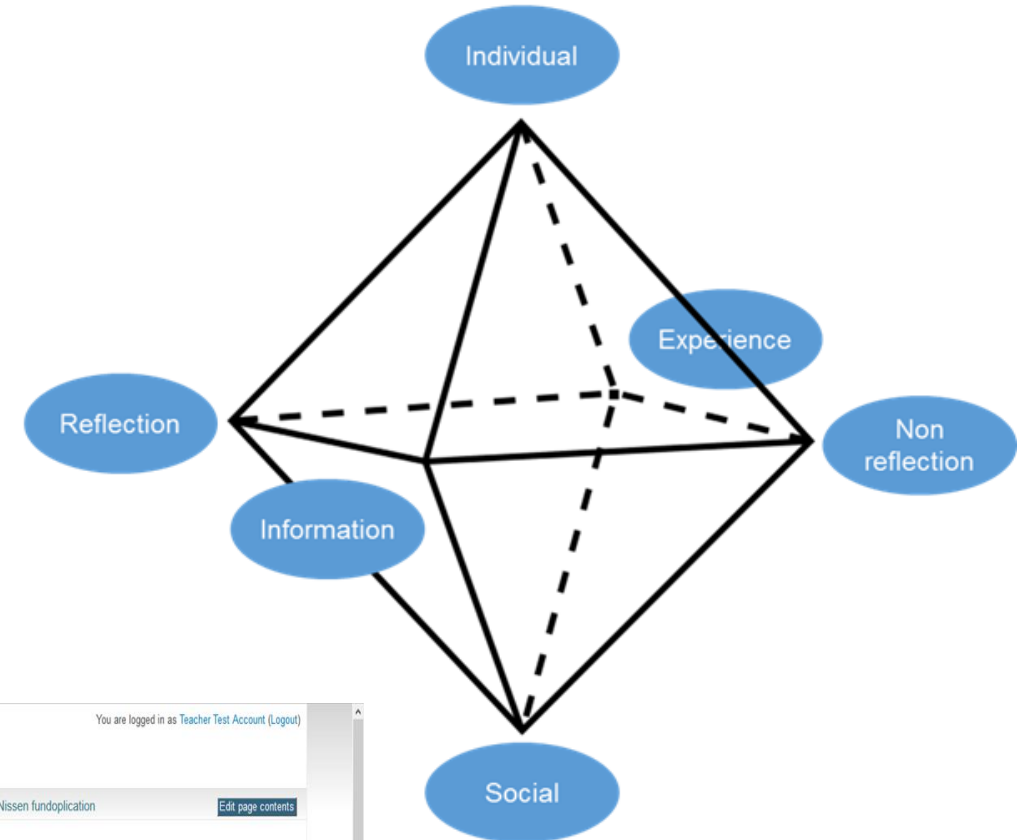 Individual
Experience
Reflection
Non
reflection
Information
You are logged in as Teacher Test Account (Logout)
Nissen fundoplication
Edit page contents
Social